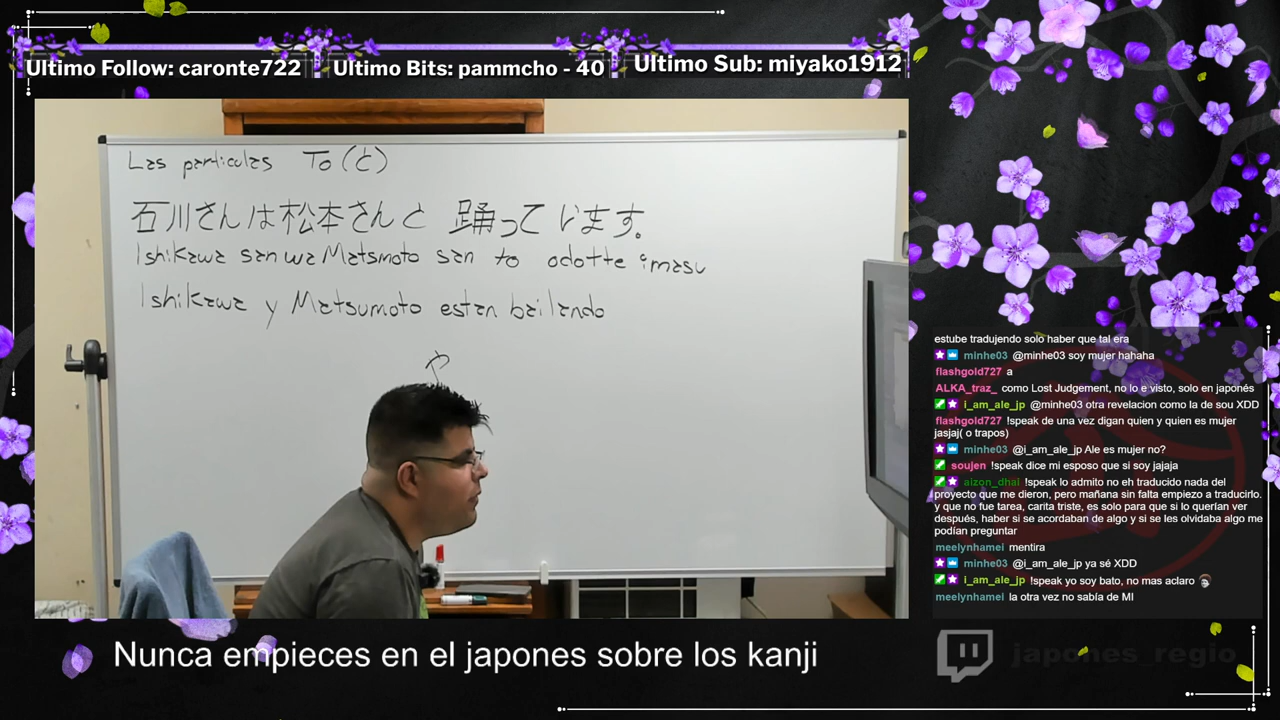 Ultimo Follow: caronte722
Ultimo Bits: pammcho - 40
Ultimo Sub: miyako1912
Las particulas To (と)
石川さんは松本さんと 踊っています。
Ishikawa san wa Matsmoto san to odotte imasu
Ishikawa y Matsumoto estan bailando
や
estube tradujendo solo haber que tal era
minhe03 @minhe03 soy mujer hahaha
flashgold727 a
ALKA_traz_ como Lost Judgement, no lo e visto, solo en japonés
i_am_ale_jp @minhe03 otra revelacion como la de sou XDD
flashgold727 !speak de una vez digan quien y quien es mujer
jasjaj( o trapos)
minhe03 @i_am_ale_jp Ale es mujer no?
soujen !speak dice mi esposo que si soy jajaja
aizon_dhai !speak lo admito no eh traducido nada del
proyecto que me dieron, pero mañana sin falta empiezo a traducirlo.
y que no fue tarea, carita triste, es solo para que si lo querían ver
después, haber si se acordaban de algo y si se les olvidaba algo me
podían preguntar
meelynhamei mentira
minhe03 @i_am_ale_jp ya sé XDD
i_am_ale_jp !speak yo soy bato, no mas aclaro
meelynhamei la otra vez no sabía de MI
Nunca empieces en el japones sobre los kanji
japones_regio